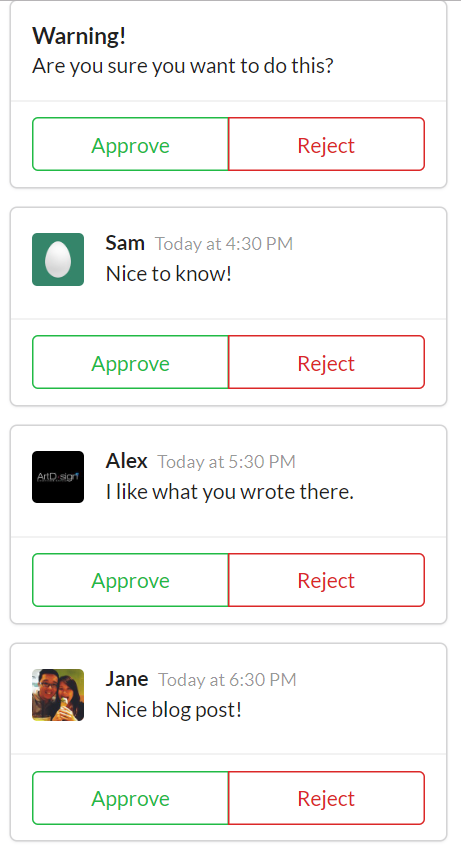 Warning!
Are you sure you want to do this?
Approve
Reject
Sam Today at 4:30 PM
Nice to know!
Approve
Reject
Alex Today at 5:30 PM
I like what you wrote there.
Approve
Reject
Jane Today at 6:30 PM
Nice blog post!
Approve
Reject